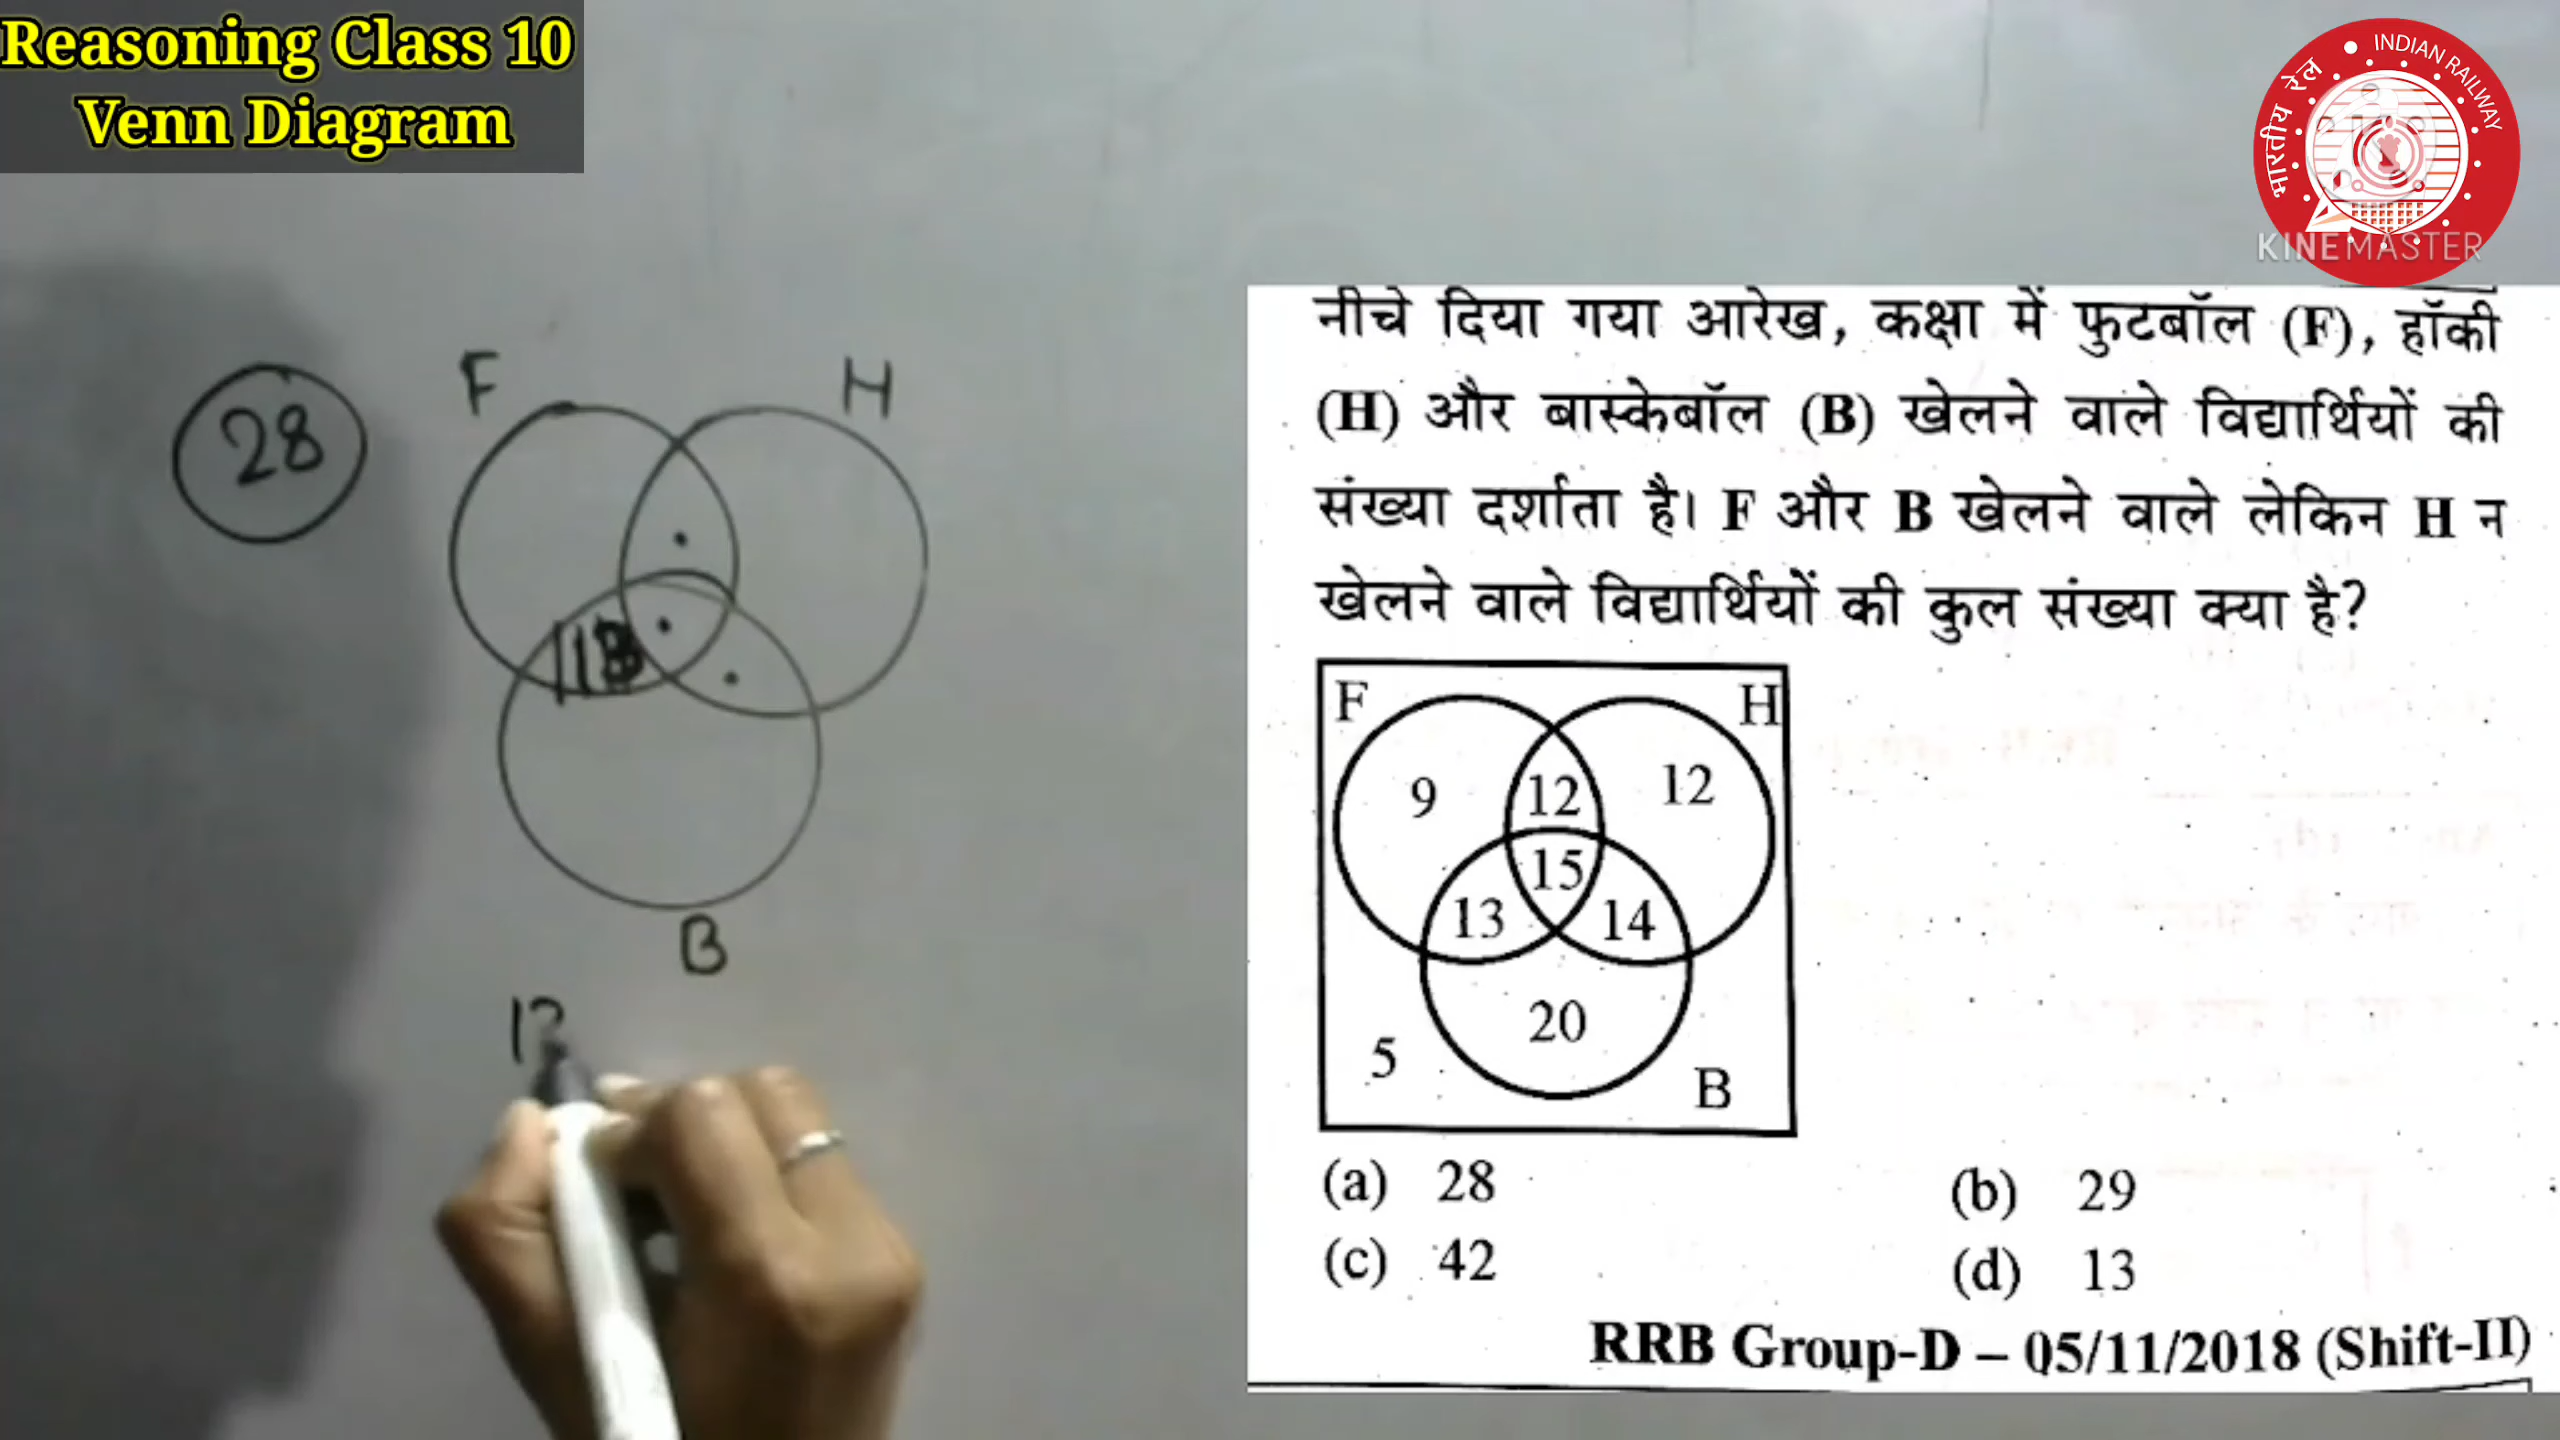 Reasoning Class 10
Venn Diagram
भारतीय रेल
INDIAN RAILWAY
KINEMASTER
28
F
H
B
13
नीचे दिया गया आरेख, कक्षा में फुटबॉल (F), हॉकी
(H) और बास्केबॉल (B) खेलने वाले विद्यार्थियों की
संख्या दर्शाता है। F और B खेलने वाले लेकिन H न
खेलने वाले विद्यार्थियों की कुल संख्या क्या है?
F
H
9
12
12
15
13
14
20
5
B
(a) 28
(b) 29
(c) 42
(d) 13
RRB Group-D – 05/11/2018 (Shift-II)